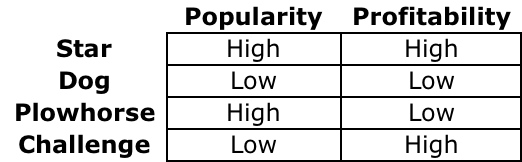 Popularity Profitability
Star High High
Dog Low Low
Plowhorse High Low
Challenge Low High